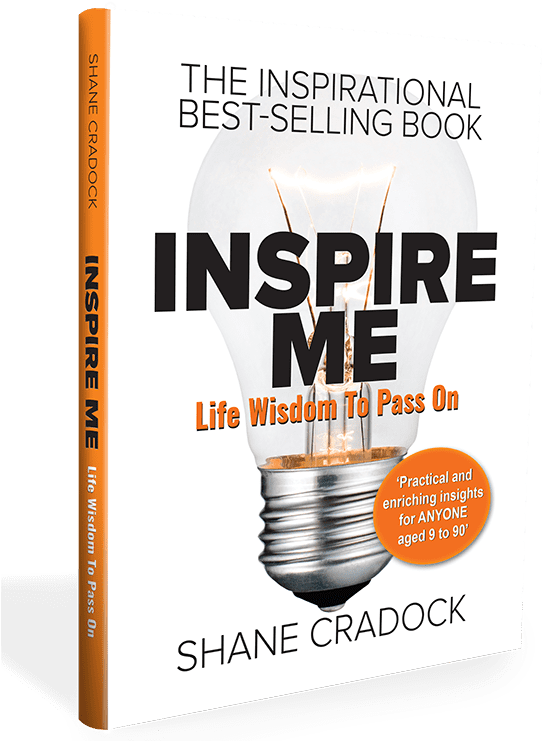 SHANE CRADOCK
INSPIRE ME
Life Wisdom To Pass On
THE INSPIRATIONAL
BEST-SELLING BOOK
INSPIRE
ME
Life Wisdom To Pass On
'Practical and
enriching insights
for ANYONE
aged 9 to 90'
SHANE CRADOCK